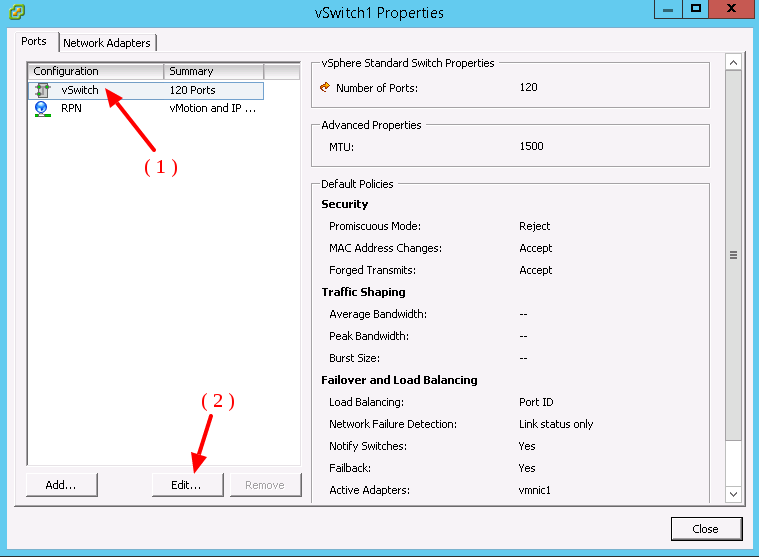 vSwitch1 Properties
Ports
Network Adapters
Configuration Summary
vSwitch 120 Ports
RPN vMotion and IP ...
( 1 )
( 2 )
Add... Edit... Remove
vSphere Standard Switch Properties
Number of Ports: 120
Advanced Properties
MTU: 1500
Default Policies
Security
Promiscuous Mode: Reject
MAC Address Changes: Accept
Forged Transmits: Accept
Traffic Shaping
Average Bandwidth: --
Peak Bandwidth: --
Burst Size: --
Failover and Load Balancing
Load Balancing: Port ID
Network Failure Detection: Link status only
Notify Switches: Yes
Failback: Yes
Active Adapters: vmnic1
Close